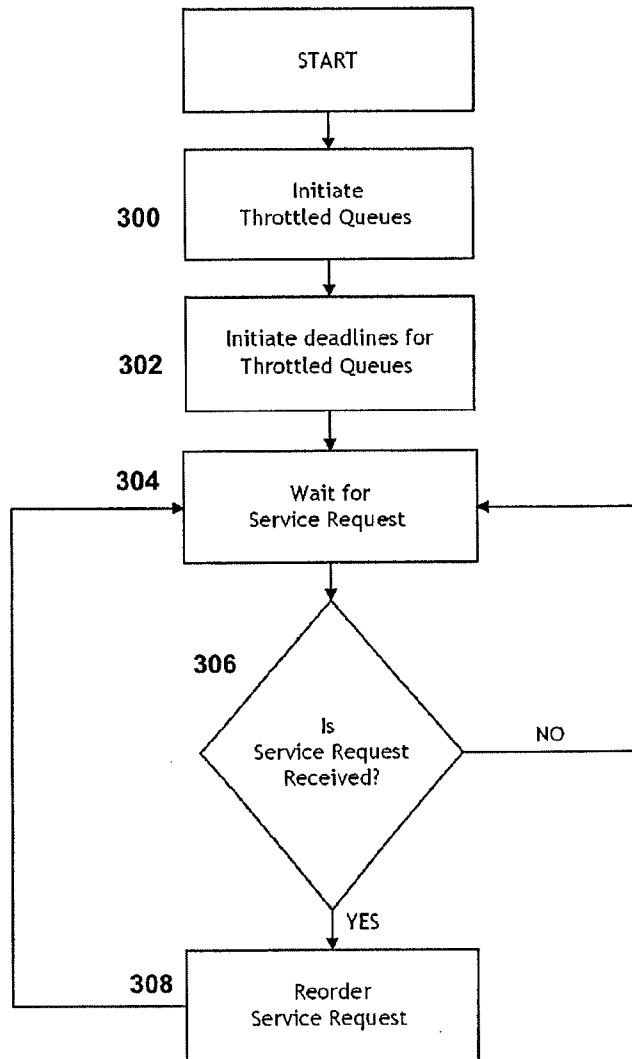 START
300
Initiate
Throttled Queues
302
Initiate deadlines for
Throttled Queues
304
Wait for
Service Request
306
Is
Service Request
Received?
NO
YES
308
Reorder
Service Request